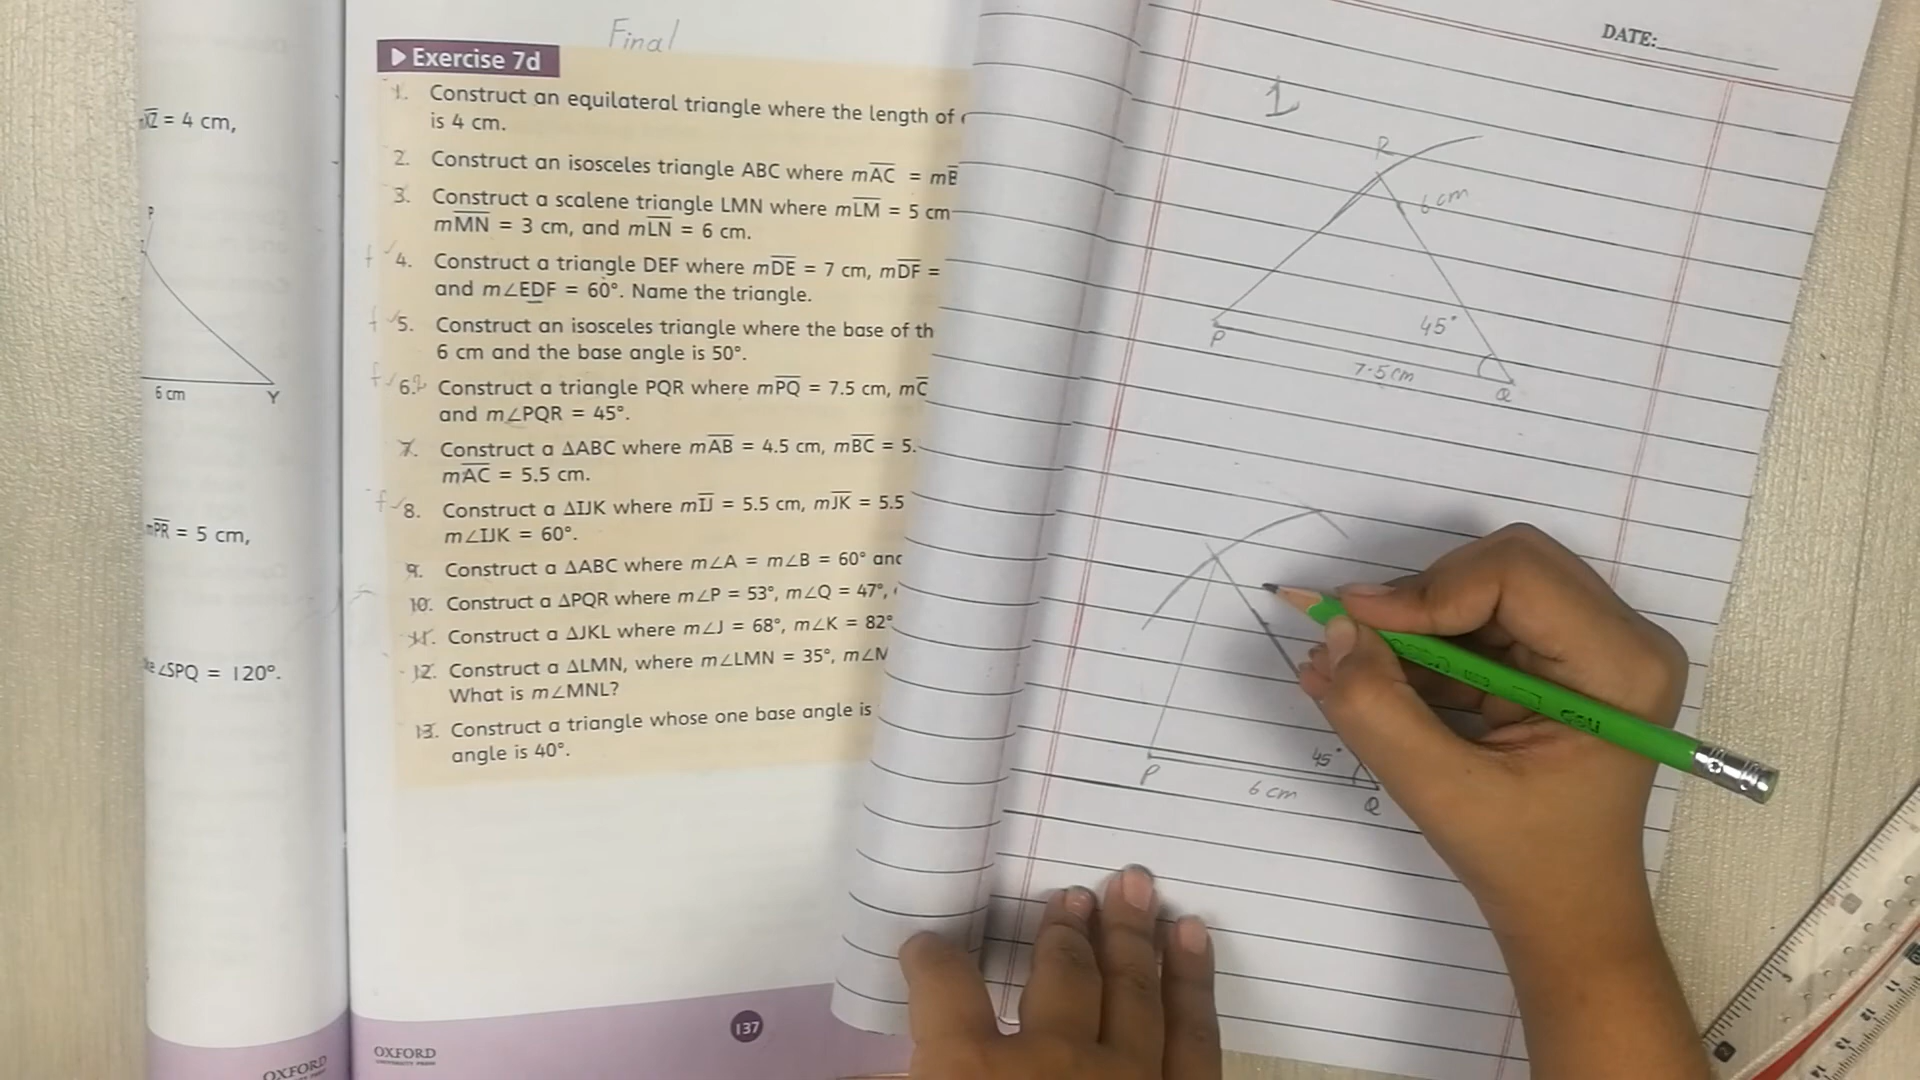 XZ = 4 cm,
P
6 cm
Y
PR = 5 cm,
∠SPQ = 120°.
OXFORD
Final
Exercise 7d
1. Construct an equilateral triangle where the length of
is 4 cm.
2. Construct an isosceles triangle ABC where mAC = mB
3. Construct a scalene triangle LMN where mLM = 5 cm
mMN = 3 cm, and mLN = 6 cm.
4. Construct a triangle DEF where mDE = 7 cm, mDF =
and m∠EDF = 60°. Name the triangle.
5. Construct an isosceles triangle where the base of th
6 cm and the base angle is 50°.
6. Construct a triangle PQR where mPQ = 7.5 cm,
and m∠PQR = 45°.
7. Construct a ΔABC where mAB = 4.5 cm, mBC = 5.
mAC = 5.5 cm.
8. Construct a ΔIJK where mIJ = 5.5 cm, mJK = 5.5
m∠IJK = 60°.
9. Construct a ΔABC where m∠A = m∠B = 60° and
10. Construct a ΔPQR where m∠P = 53°, m∠Q = 47°,
11. Construct a ΔJKL where m∠J = 68°, m∠K = 82°
12. Construct a ΔLMN, where m∠LMN = 35°, m∠M
What is m∠MNL?
13. Construct a triangle whose one base angle is
angle is 40°.
137
OXFORD
UNIVERSITY PRESS
DATE:
1
R
6 cm
45°
P
7.5 cm
Q
45°
P
6 cm
Q